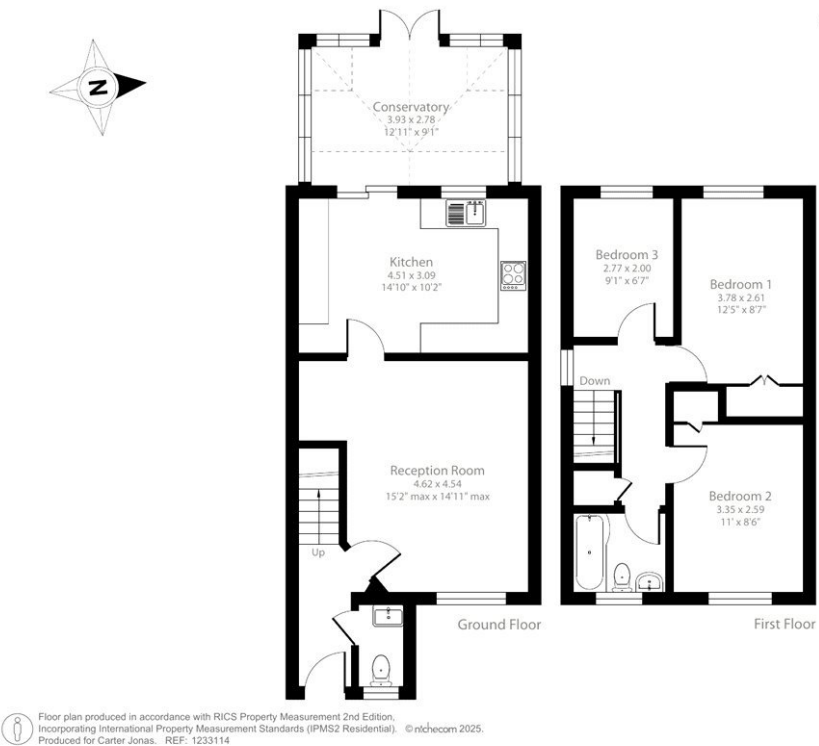 N
Conservatory
3.93 x 2.78
12'11" x 9'1"
Kitchen
4.51 x 3.09
14'10" x 10'2"
Reception Room
4.62 x 4.54
15'2" max x 14'11" max
Up
Ground Floor
Bedroom 3
2.77 x 2.00
9'1" x 6'7"
Bedroom 1
3.78 x 2.61
12'5" x 8'7"
Down
Bedroom 2
3.35 x 2.59
11' x 8'6"
First Floor
Floor plan produced in accordance with RICS Property Measurement 2nd Edition,
Incorporating International Property Measurement Standards (IPMS2 Residential). © nichecom 2025.
Produced for Carter Jonas. REF: 1233114